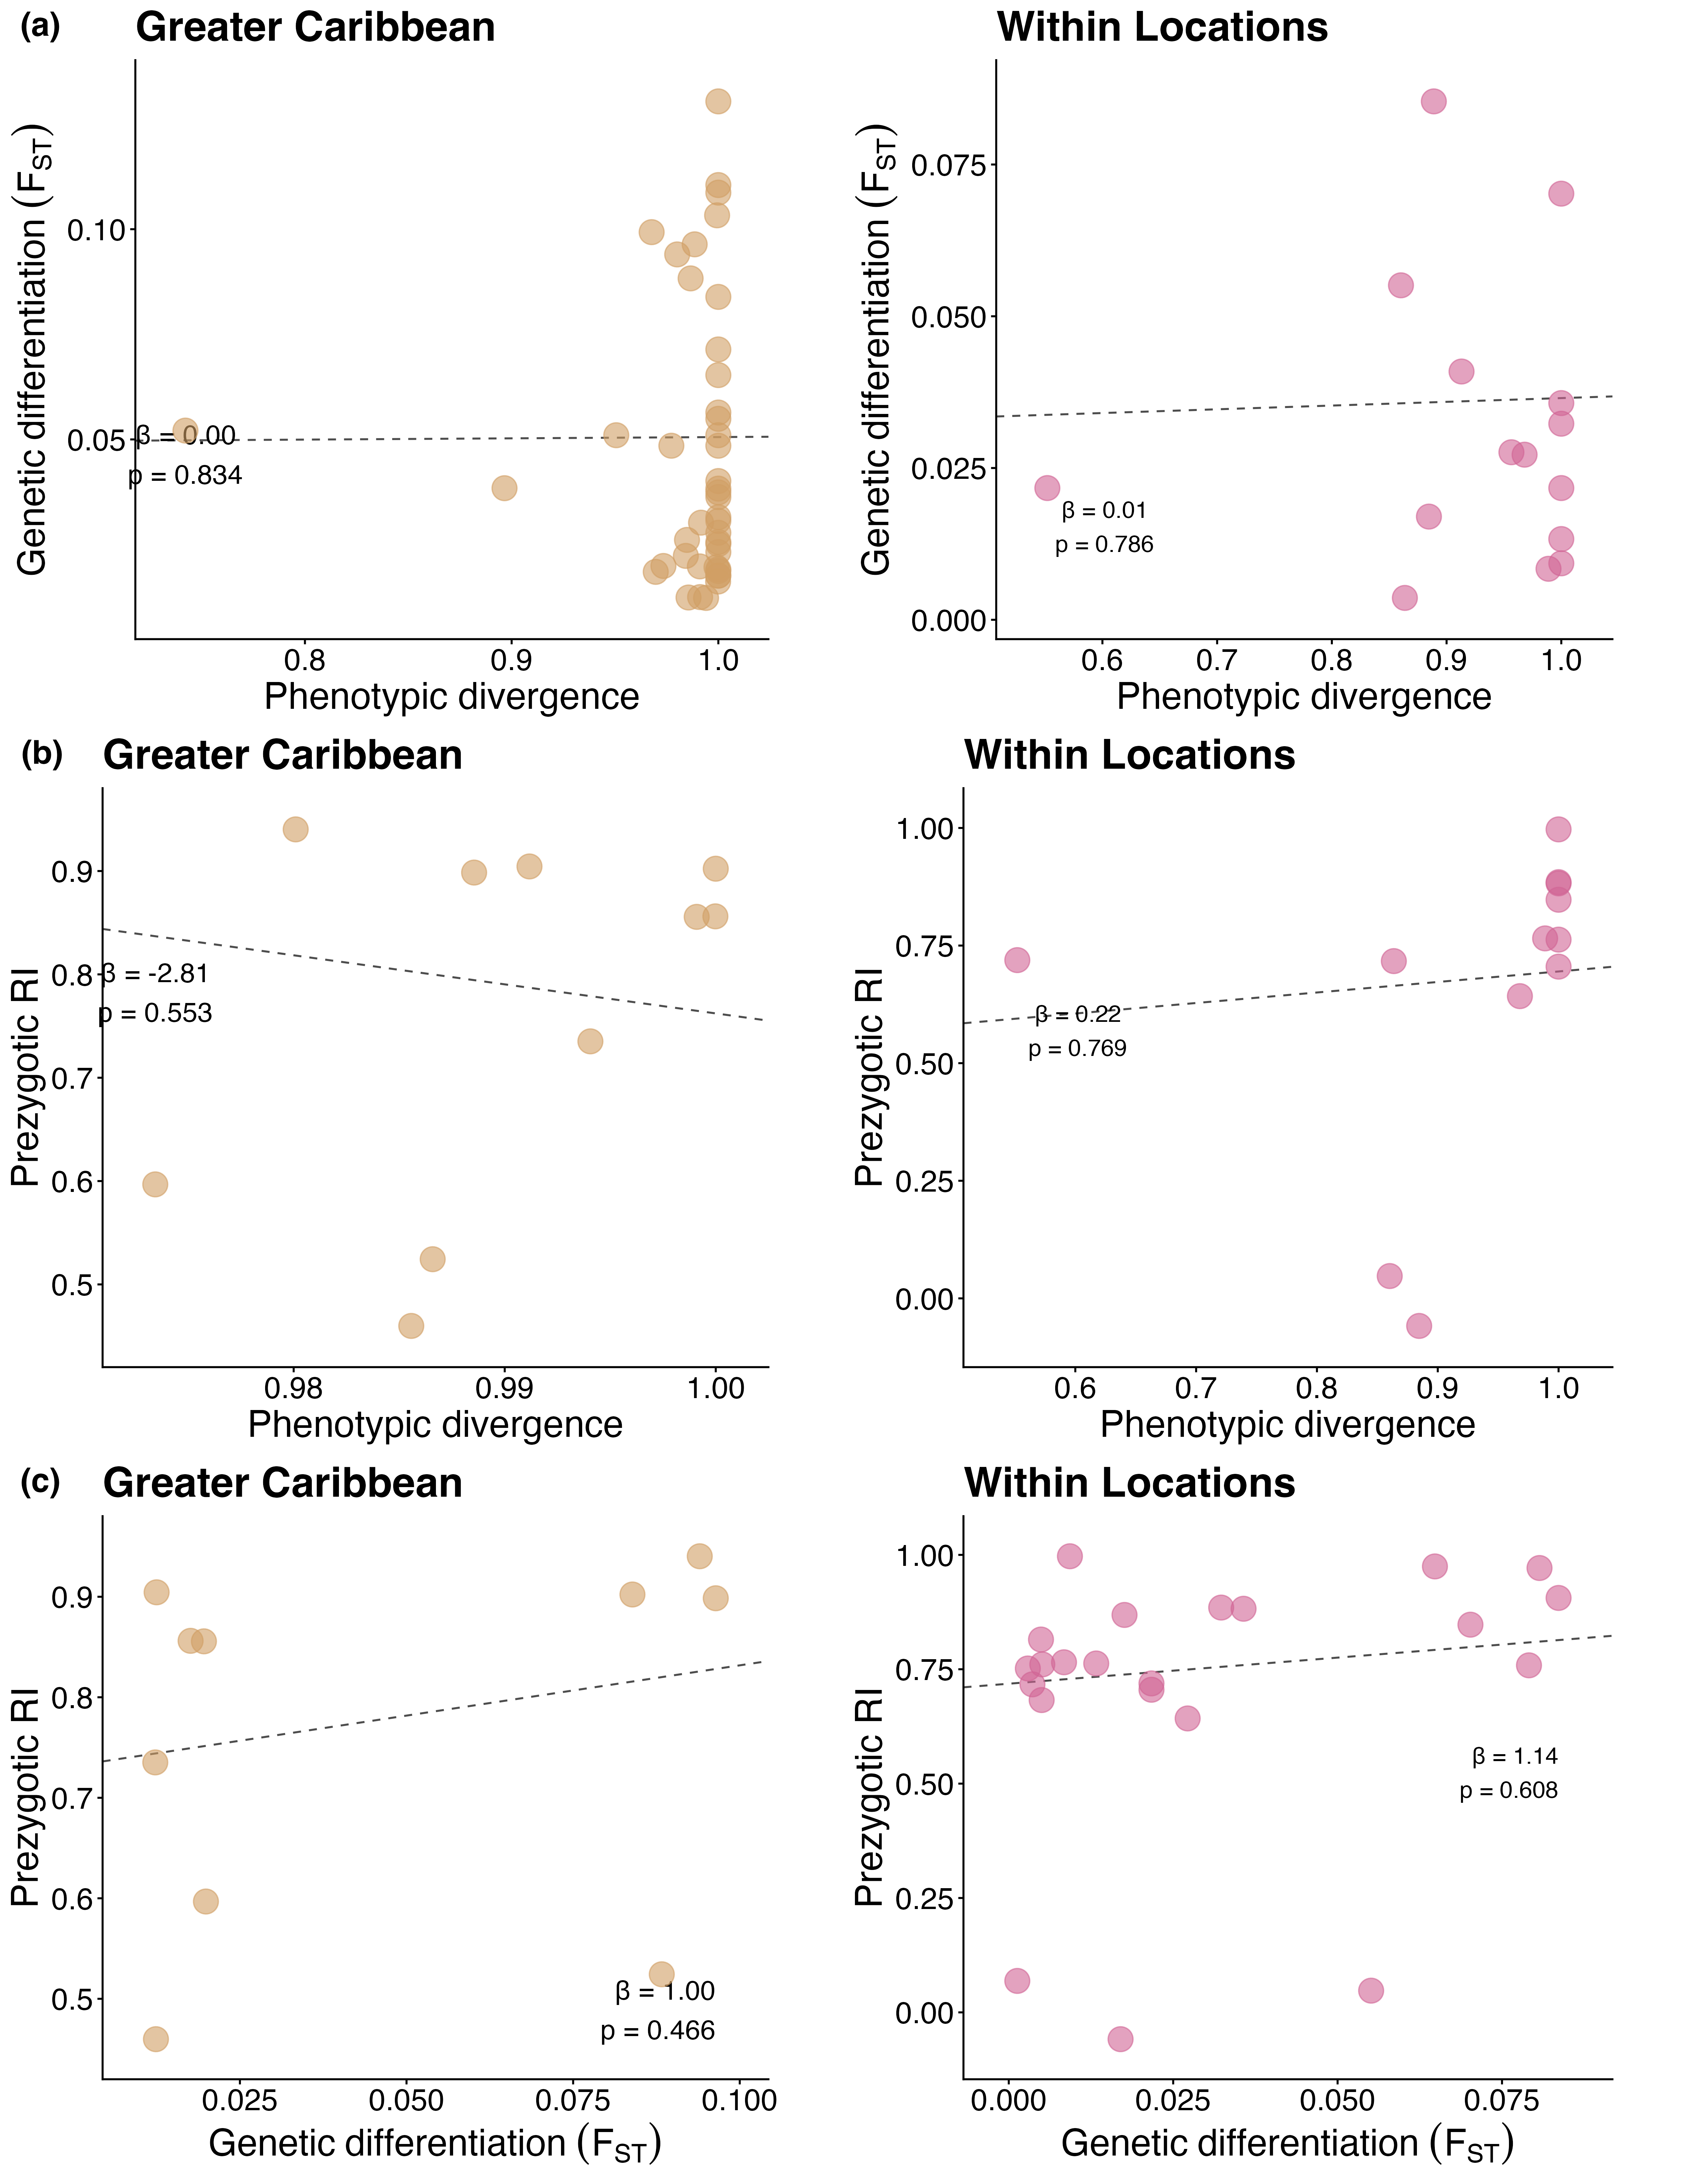 (a)
Greater Caribbean
Genetic differentiation (FST)
0.10
0.05
β = 0.00
p = 0.834
0.8
0.9
1.0
Phenotypic divergence
Within Locations
Genetic differentiation (FST)
0.075
0.050
0.025
0.000
β = 0.01
p = 0.786
0.6
0.7
0.8
0.9
1.0
Phenotypic divergence
(b)
Greater Caribbean
Prezygotic RI
0.9
0.8
0.7
0.6
0.5
β = -2.81
p = 0.553
0.98
0.99
1.00
Phenotypic divergence
Within Locations
Prezygotic RI
1.00
0.75
0.50
0.25
0.00
β = 0.22
p = 0.769
0.6
0.7
0.8
0.9
1.0
Phenotypic divergence
(c)
Greater Caribbean
Prezygotic RI
0.9
0.8
0.7
0.6
0.5
β = 1.00
p = 0.466
0.025
0.050
0.075
0.100
Genetic differentiation (FST)
Within Locations
Prezygotic RI
1.00
0.75
0.50
0.25
0.00
β = 1.14
p = 0.608
0.000
0.025
0.050
0.075
Genetic differentiation (FST)